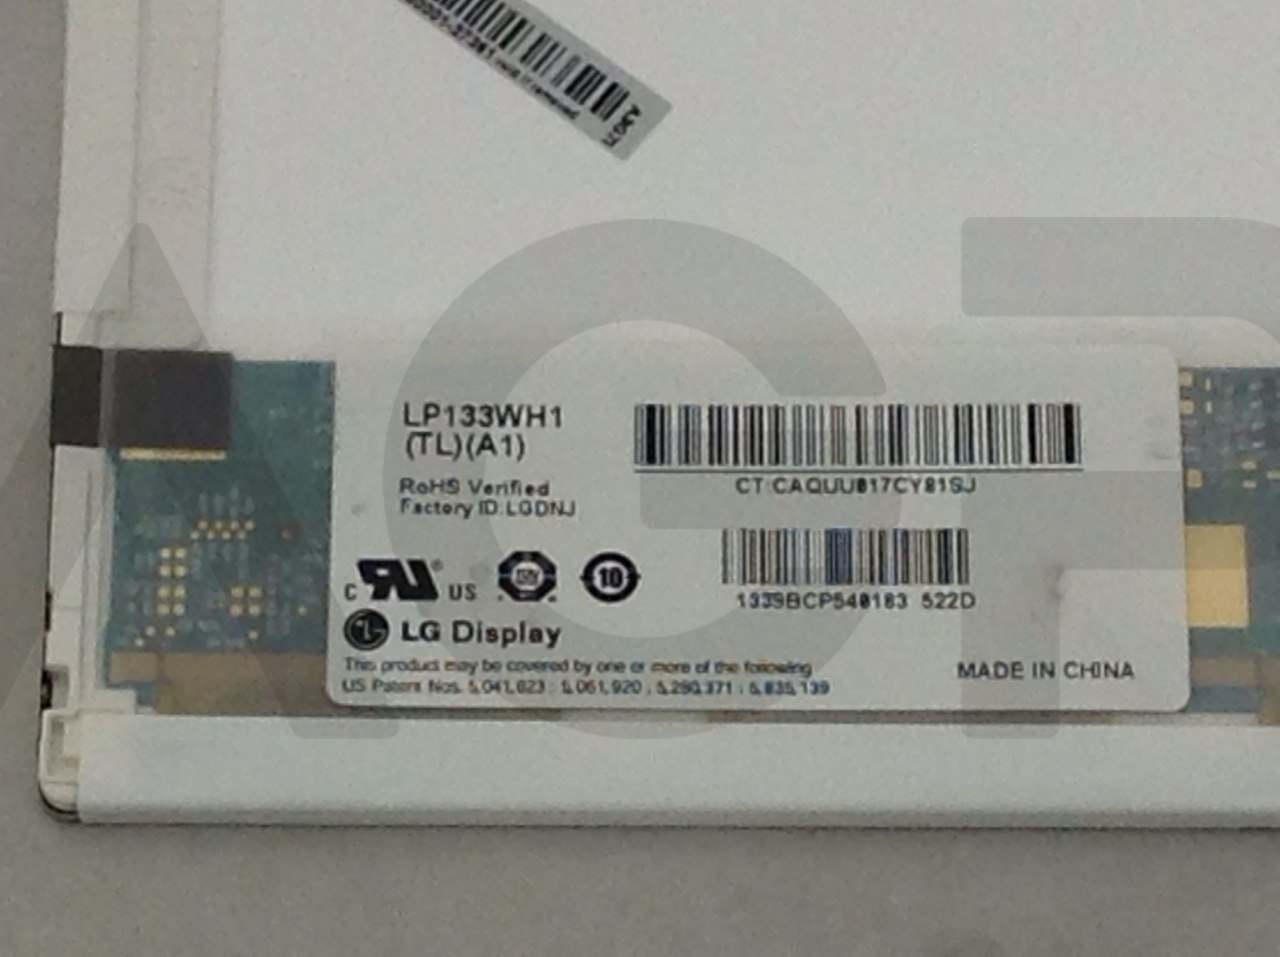 LP133WH1
(TL)(A1)
RoHS Verified
Factory ID:LGDNJ
CT:CAQUU017CY81SJ
C US
10
1339BCP540183 522D
LG Display
This product may be covered by one or more of the following
US Patent Nos. 5,041,823 ; 5,061,920 ; 5,280,371 ; 5,835,139
MADE IN CHINA